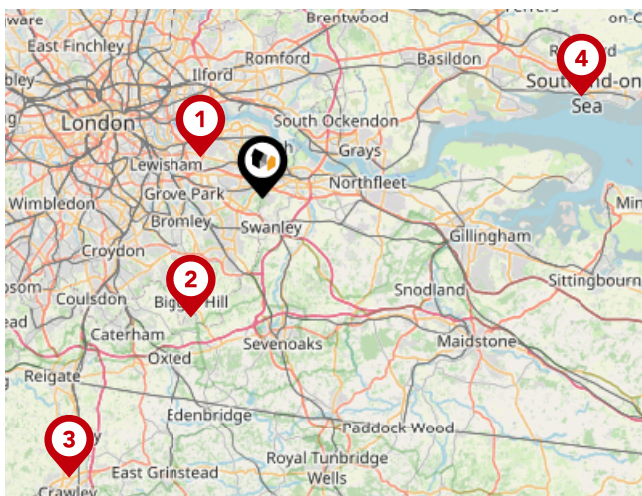 Brentwood
East Finchley
Romford
Basildon
Ilford
4
London
1
South Ockendon
Sea
Lewisham
Grays
Grove Park
Northfleet
Wimbledon
Bromley
Swanley
Gillingham
Croydon
2
Sittingbourn
Coulsdon
Snodland
Caterham
Oxted
Sevenoaks
Maidstone
Reigate
Edenbridge
3
Paddock Wood
Royal Tunbridge
Wells
East Grinstead
Crawley